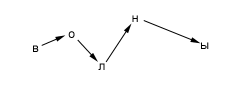 в о л н ы